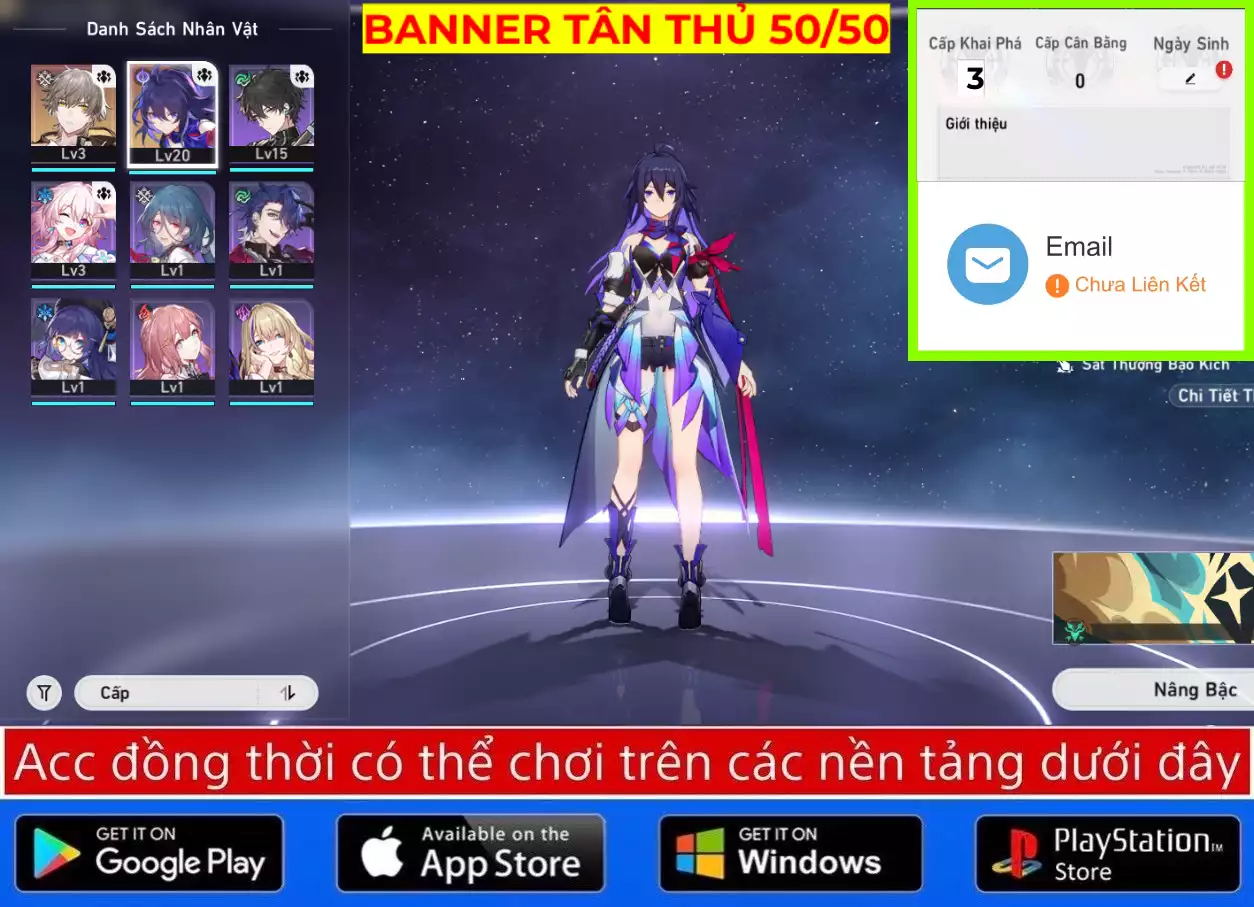 Danh Sách Nhân Vật
BANNER TÂN THỦ 50/50
Cấp Khai Phá Cấp Cân Bằng Ngày Sinh
3 0
Giới thiệu
Lv3 Lv20 Lv15
Lv3 Lv1 Lv1
Lv1 Lv1 Lv1
Email
Chưa Liên Kết
Sát Thương Bạo Kích
Chi Tiết
Cấp
Nâng Bậc
Acc đồng thời có thể chơi trên các nền tảng dưới đây
GET IT ON
Google Play
Available on the
App Store
GET IT ON
Windows
PlayStation TM
Store